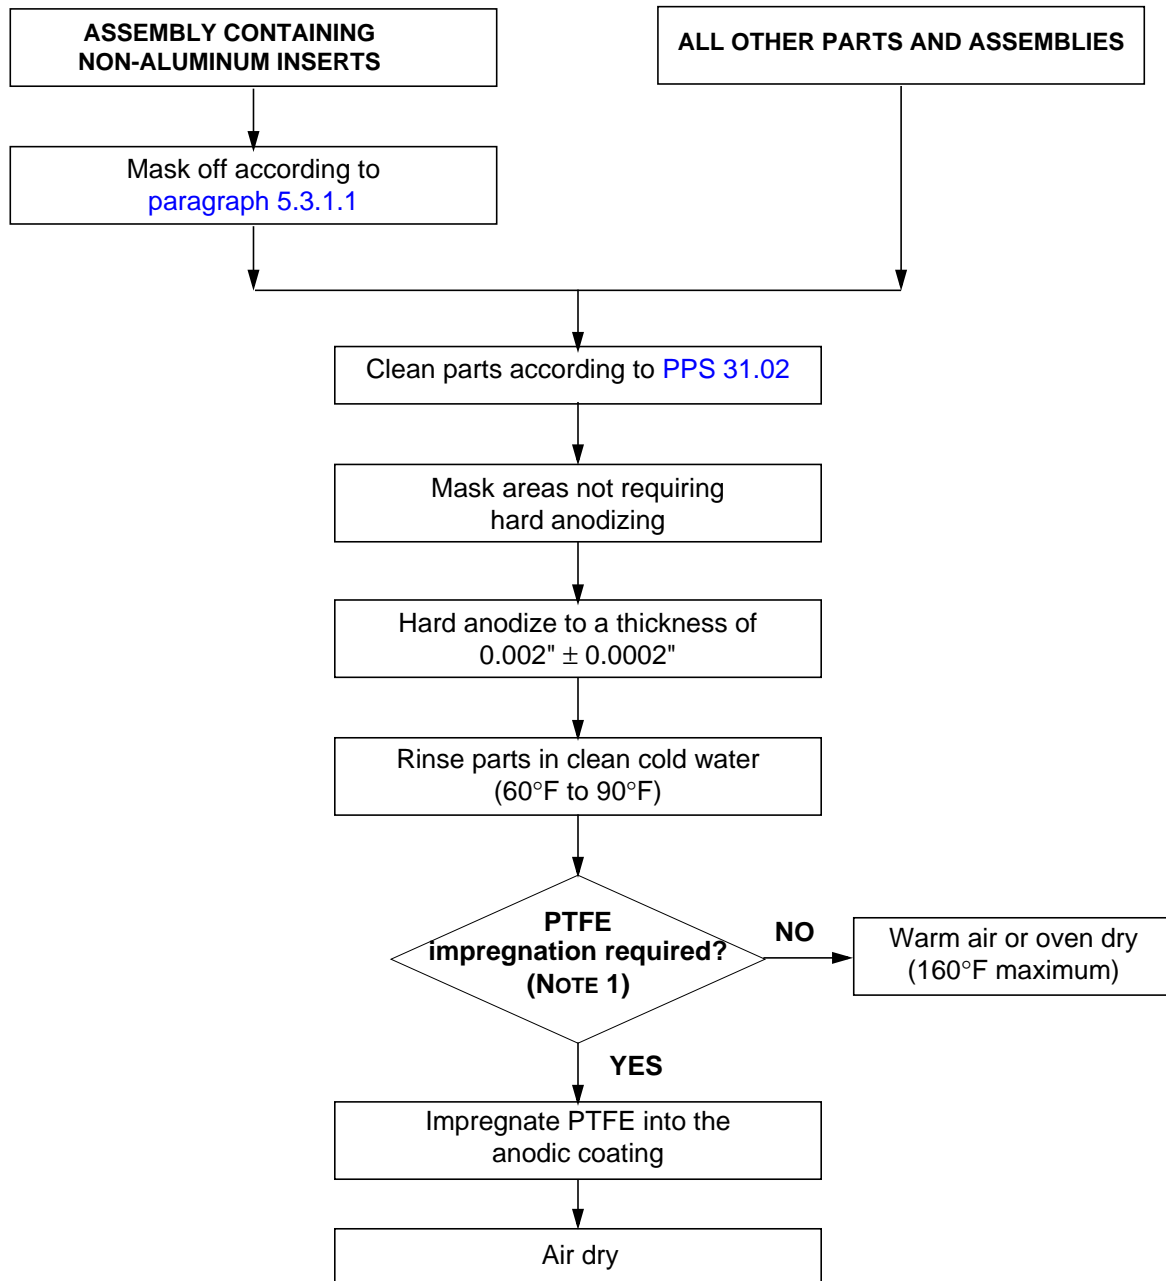 ASSEMBLY CONTAINING
NON-ALUMINUM INSERTS
ALL OTHER PARTS AND ASSEMBLIES
Mask off according to
paragraph 5.3.1.1
Clean parts according to PPS 31.02
Mask areas not requiring
hard anodizing
Hard anodize to a thickness of
0.002" ± 0.0002"
Rinse parts in clean cold water
(60°F to 90°F)
PTFE
impregnation required?
(NOTE 1)
NO
Warm air or oven dry
(160°F maximum)
YES
Impregnate PTFE into the
anodic coating
Air dry